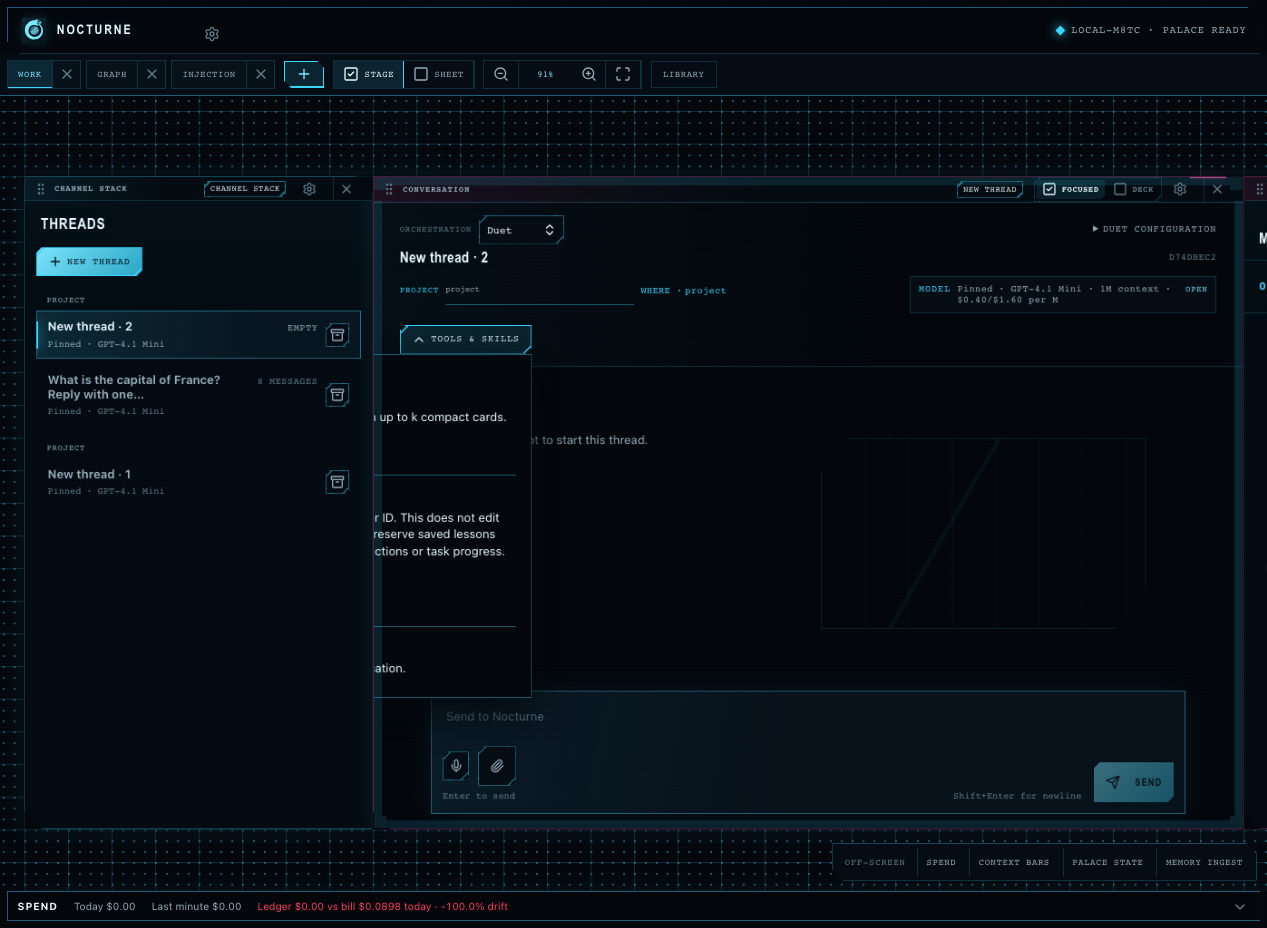 NOCTURNE
LOCAL-M8TC · PALACE READY
WORK
GRAPH
INJECTION
STAGE
SHEET
91%
LIBRARY
CHANNEL STACK
CHANNEL STACK
THREADS
NEW THREAD
PROJECT
New thread · 2
EMPTY
Pinned · GPT-4.1 Mini
What is the capital of France?
Reply with one...
8 MESSAGES
Pinned · GPT-4.1 Mini
PROJECT
New thread · 1
Pinned · GPT-4.1 Mini
CONVERSATION
NEW THREAD
FOCUSED
DECK
ORCHESTRATION
Duet
DUET CONFIGURATION
New thread · 2
D74DBEC2
PROJECT
project
WHERE · project
MODEL Pinned · GPT-4.1 Mini · 1M context ·
$0.40/$1.60 per M
OPEN
TOOLS & SKILLS
up to k compact cards.
to start this thread.
ID. This does not edit
reserve saved lessons
ctions or task progress.
ation.
Send to Nocturne
Enter to send
Shift+Enter for newline
SEND
M
OFF-SCREEN
SPEND
CONTEXT BARS
PALACE STATE
MEMORY INGEST
SPEND
Today $0.00
Last minute $0.00
Ledger $0.00 vs bill $0.0898 today · -100.0% drift